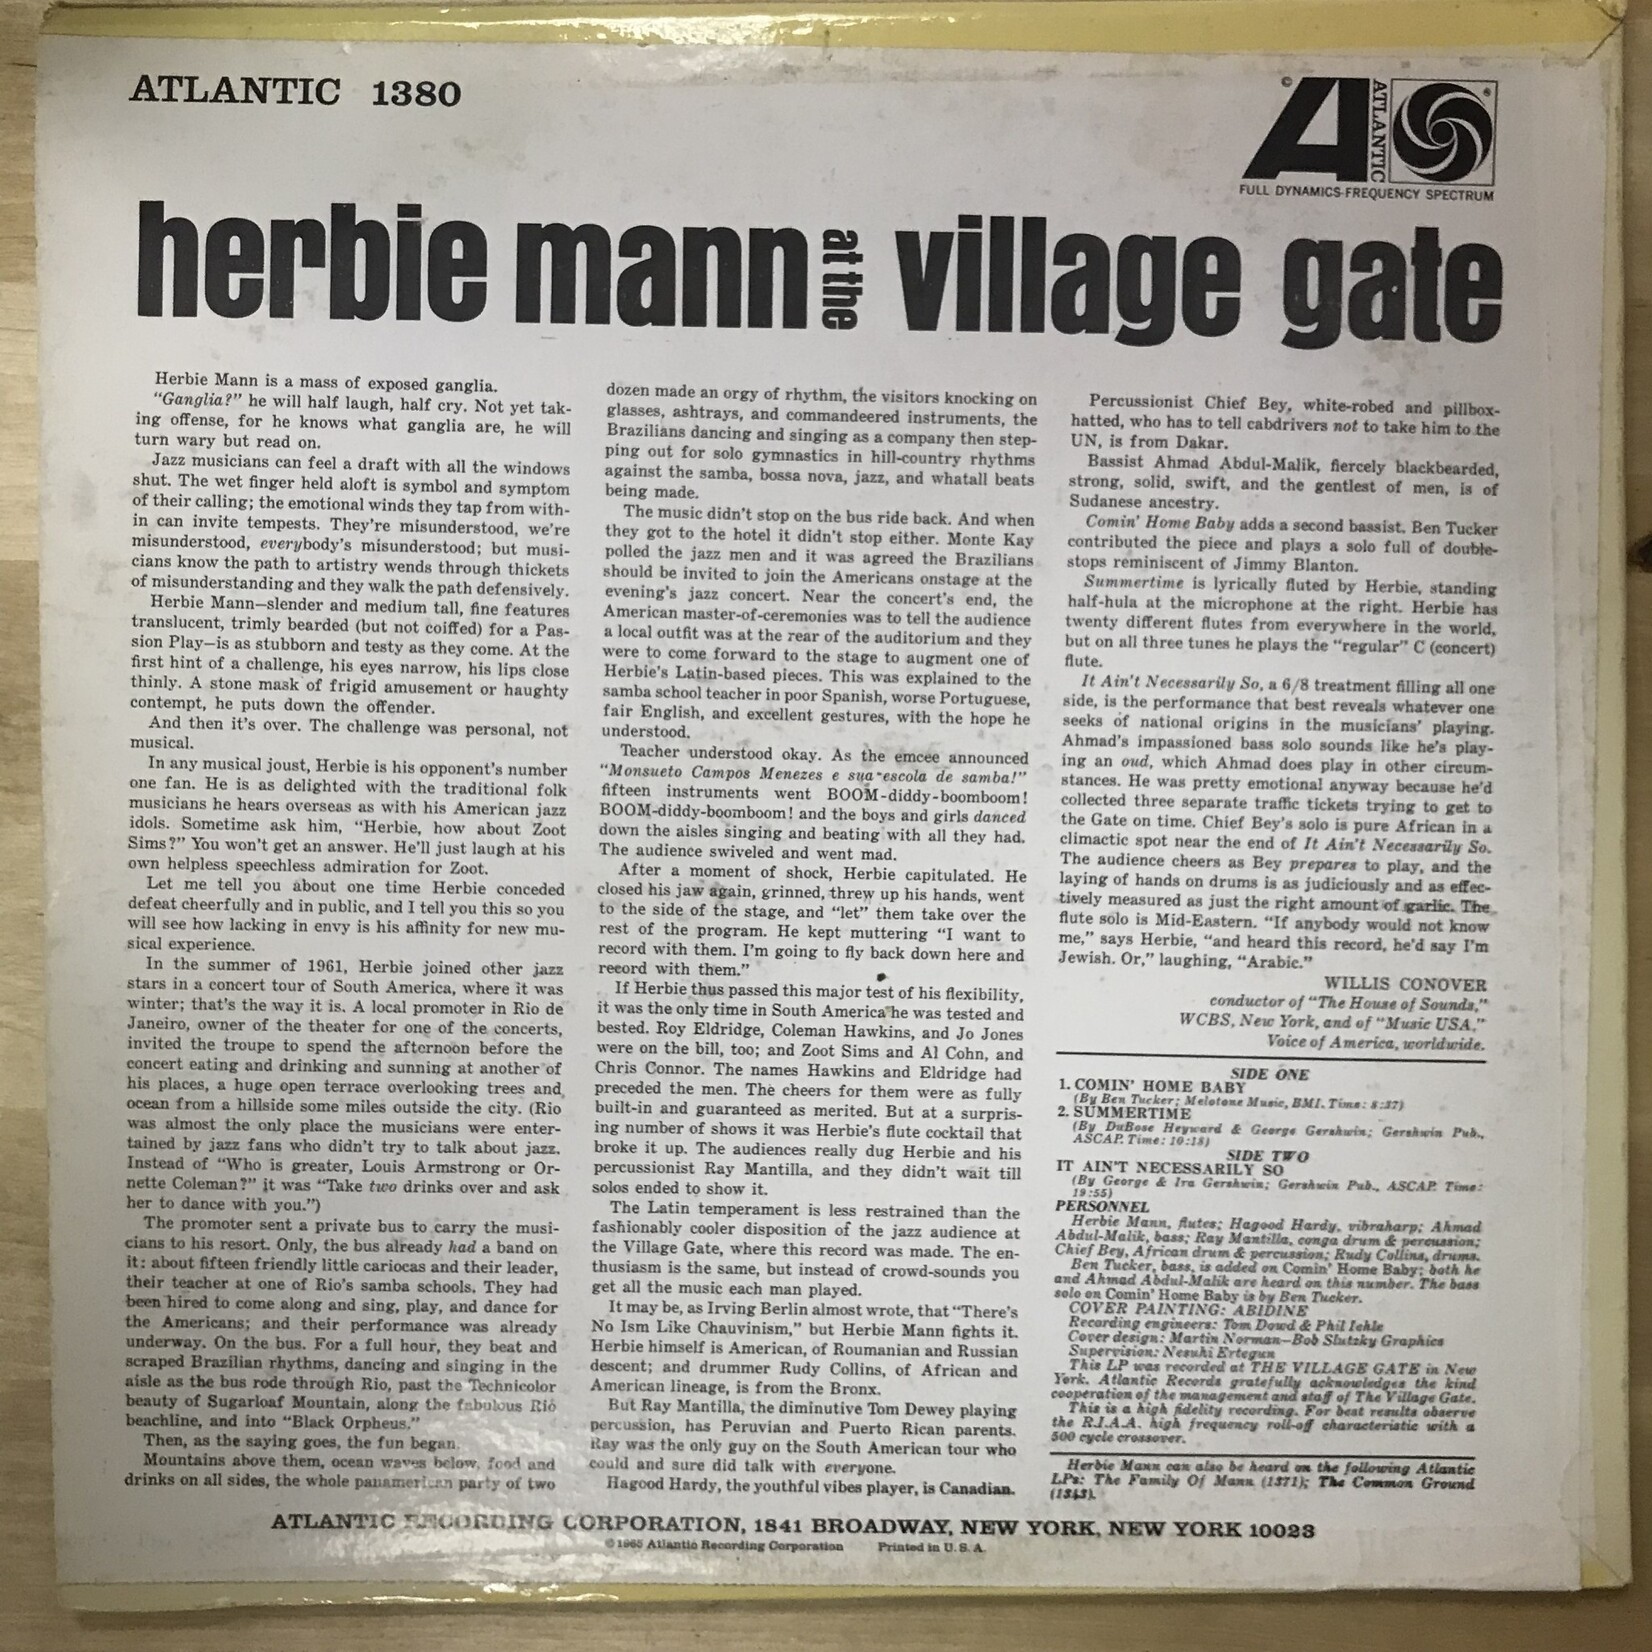 ATLANTIC 1380
©
ATLANTIC
®
FULL DYNAMICS-FREQUENCY SPECTRUM
herbie mann at the village gate
Herbie Mann is a mass of exposed ganglia.
"Ganglia?" he will half laugh, half cry. Not yet tak-
ing offense, for he knows what ganglia are, he will
turn wary but read on.
Jazz musicians can feel a draft with all the windows
shut. The wet finger held aloft is symbol and symptom
of their calling; the emotional winds they tap from with-
in can invite tempests. They're misunderstood, we're
misunderstood, everybody's misunderstood; but musi-
cians know the path to artistry wends through thickets
of misunderstanding and they walk the path defensively.
Herbie Mann—slender and medium tall, fine features
translucent, trimly bearded (but not coiffed) for a Pas-
sion Play—is as stubborn and testy as they come. At the
first hint of a challenge, his eyes narrow, his lips close
thinly. A stone mask of frigid amusement or haughty
contempt, he puts down the offender.
And then it's over. The challenge was personal, not
musical.
In any musical joust, Herbie is his opponent's number
one fan. He is as delighted with the traditional folk
musicians he hears overseas as with his American jazz
idols. Sometime ask him, "Herbie, how about Zoot
Sims?" You won't get an answer. He'll just laugh at his
own helpless speechless admiration for Zoot.
Let me tell you about one time Herbie conceded
defeat cheerfully and in public, and I tell you this so you
will see how lacking in envy is his affinity for new mu-
sical experience.
In the summer of 1961, Herbie joined other jazz
stars in a concert tour of South America, where it was
winter; that's the way it is. A local promoter in Rio de
Janeiro, owner of the theater for one of the concerts,
invited the troupe to spend the afternoon before the
concert eating and drinking and sunning at another of
his places, a huge open terrace overlooking trees and
ocean from a hillside some miles outside the city. (Rio
was almost the only place the musicians were enter-
tained by jazz fans who didn't try to talk about jazz.
Instead of "Who is greater, Louis Armstrong or Or-
nette Coleman?" it was "Take two drinks over and ask
her to dance with you.")
The promoter sent a private bus to carry the musi-
cians to his resort. Only, the bus already had a band on
it: about fifteen friendly little cariocas and their leader,
their teacher at one of Rio's samba schools. They had
been hired to come along and sing, play, and dance for
the Americans; and their performance was already
underway. On the bus. For a full hour, they beat and
scraped Brazilian rhythms, dancing and singing in the
aisle as the bus rode through Rio, past the Technicolor
beauty of Sugarloaf Mountain, along the fabulous Rio
beachline, and into "Black Orpheus."
Then, as the saying goes, the fun began.
Mountains above them, ocean waves below, food and
drinks on all sides, the whole panamerican party of two
dozen made an orgy of rhythm, the visitors knocking on
glasses, ashtrays, and commandeered instruments, the
Brazilians dancing and singing as a company then step-
ping out for solo gymnastics in hill-country rhythms
against the samba, bossa nova, jazz, and whatall beats
being made.
The music didn't stop on the bus ride back. And when
they got to the hotel it didn't stop either. Monte Kay
polled the jazz men and it was agreed the Brazilians
should be invited to join the Americans onstage at the
evening's jazz concert. Near the concert's end, the
American master-of-ceremonies was to tell the audience
a local outfit was at the rear of the auditorium and they
were to come forward to the stage to augment one of
Herbie's Latin-based pieces. This was explained to the
samba school teacher in poor Spanish, worse Portuguese,
fair English, and excellent gestures, with the hope he
understood.
Teacher understood okay. As the emcee announced
"Monsueto Campos Menezes e sua escola de samba!"
fifteen instruments went BOOM-diddy-boomboom!
BOOM-diddy-boomboom! and the boys and girls danced
down the aisles singing and beating with all they had.
The audience swiveled and went mad.
After a moment of shock, Herbie capitulated. He
closed his jaw again, grinned, threw up his hands, went
to the side of the stage, and "let" them take over the
rest of the program. He kept muttering "I want to
record with them. I'm going to fly back down here and
record with them."
If Herbie thus passed this major test of his flexibility,
it was the only time in South America he was tested and
bested. Roy Eldridge, Coleman Hawkins, and Jo Jones
were on the bill, too; and Zoot Sims and Al Cohn, and
Chris Connor. The names Hawkins and Eldridge had
preceded the men. The cheers for them were as fully
built-in and guaranteed as merited. But at a surpris-
ing number of shows it was Herbie's flute cocktail that
broke it up. The audiences really dug Herbie and his
percussionist Ray Mantilla, and they didn't wait till
solos ended to show it.
The Latin temperament is less restrained than the
fashionably cooler disposition of the jazz audience at
the Village Gate, where this record was made. The en-
thusiasm is the same, but instead of crowd-sounds you
get all the music each man played.
It may be, as Irving Berlin almost wrote, that "There's
No Ism Like Chauvinism," but Herbie Mann fights it.
Herbie himself is American, of Roumanian and Russian
descent; and drummer Rudy Collins, of African and
American lineage, is from the Bronx.
But Ray Mantilla, the diminutive Tom Dewey playing
percussion, has Peruvian and Puerto Rican parents.
Ray was the only guy on the South American tour who
could and sure did talk with everyone.
Hagood Hardy, the youthful vibes player, is Canadian.
Percussionist Chief Bey, white-robed and pillbox-
hatted, who has to tell cabdrivers not to take him to the
UN, is from Dakar.
Bassist Ahmad Abdul-Malik, fiercely blackbearded,
strong, solid, swift, and the gentlest of men, is of
Sudanese ancestry.
Comin' Home Baby adds a second bassist. Ben Tucker
contributed the piece and plays a solo full of double-
stops reminiscent of Jimmy Blanton.
Summertime is lyrically fluted by Herbie, standing
half-hula at the microphone at the right. Herbie has
twenty different flutes from everywhere in the world,
but on all three tunes he plays the "regular" C (concert)
flute.
It Ain't Necessarily So, a 6/8 treatment filling all one
side, is the performance that best reveals whatever one
seeks of national origins in the musicians' playing.
Ahmad's impassioned bass solo sounds like he's play-
ing an oud, which Ahmad does play in other circum-
stances. He was pretty emotional anyway because he'd
collected three separate traffic tickets trying to get to
the Gate on time. Chief Bey's solo is pure African in a
climactic spot near the end of It Ain't Necessarily So.
The audience cheers as Bey prepares to play, and the
laying of hands on drums is as judiciously and as effec-
tively measured as just the right amount of garlic. The
flute solo is Mid-Eastern. "If anybody would not know
me," says Herbie, "and heard this record, he'd say I'm
Jewish. Or," laughing, "Arabic."
WILLIS CONOVER
conductor of "The House of Sounds,"
WCBS, New York, and of "Music USA,"
Voice of America, worldwide.
SIDE ONE
1. COMIN' HOME BABY
(By Ben Tucker; Melotone Music, BMI. Time: 8:37)
2. SUMMERTIME
(By DuBose Heyward & George Gershwin; Gershwin Pub.,
ASCAP. Time: 10:18)
SIDE TWO
IT AIN'T NECESSARILY SO
(By George & Ira Gershwin; Gershwin Pub., ASCAP. Time:
19:55)
PERSONNEL
Herbie Mann, flutes; Hagood Hardy, vibraharp; Ahmad
Abdul-Malik, bass; Ray Mantilla, conga drum & percussion;
Chief Bey, African drum & percussion; Rudy Collins, drums.
Ben Tucker, bass, is added on Comin' Home Baby; both he
and Ahmad Abdul-Malik are heard on this number. The bass
solo on Comin' Home Baby is by Ben Tucker.
COVER PAINTING: ABIDINE
Recording engineers: Tom Dowd & Phil Iehle
Cover design: Martin Norman—Bob Slutzky Graphics
Supervision: Nesuhi Ertegun
This LP was recorded at THE VILLAGE GATE in New
York. Atlantic Records gratefully acknowledges the kind
cooperation of the management and staff of The Village Gate.
This is a high fidelity recording. For best results observe
the R.I.A.A. high frequency roll-off characteristic with a
500 cycle crossover.
Herbie Mann can also be heard on the following Atlantic
LPs: The Family Of Mann (1371); The Common Ground
(1343).
ATLANTIC RECORDING CORPORATION, 1841 BROADWAY, NEW YORK, NEW YORK 10023
© 1965 Atlantic Recording Corporation Printed in U. S. A.